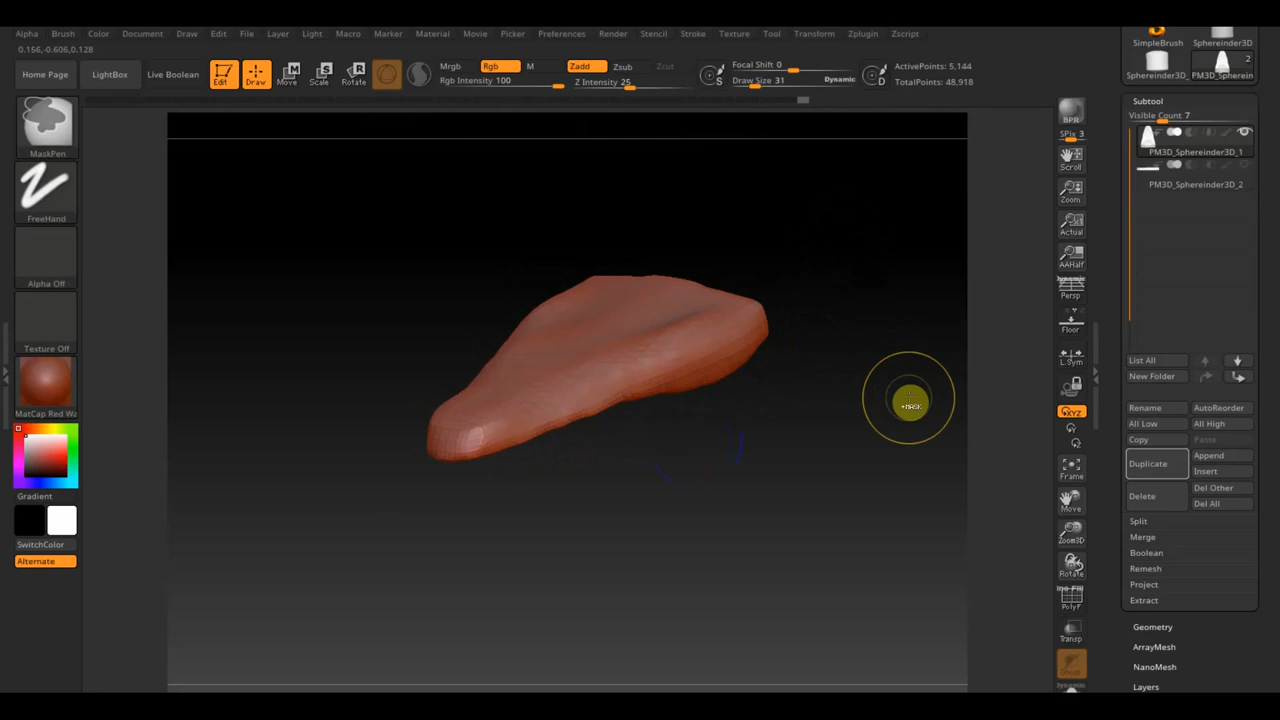 Alpha Brush Color Document Draw Edit File Layer Light Macro Marker Material Movie Picker Preferences Render Stencil Stroke Texture Tool Transform Zplugin Zscript
0.156,-0.606,0.128
Home Page
LightBox
Live Boolean
Edit
Draw
Move
Scale
Rotate
Mrgb
Rgb
M
Rgb Intensity 100
Zadd
Zsub
Zcut
Z Intensity 25
S
Focal Shift 0
Draw Size 31
Dynamic
D
ActivePoints: 5,144
TotalPoints: 48,918
MaskPen
FreeHand
Alpha Off
Texture Off
MatCap Red Wa
Gradient
SwitchColor
Alternate
+MASK
BPR
SPix 3
Scroll
Zoom
Actual
AAHalf
Dynamic
Persp
Floor
L.Sym
XYZ
Frame
Move
Zoom3D
Rotate
PolyF
Transp
Dynamic
SimpleBrush
Sphereinder3D
Sphereinder3D_
2
PM3D_Spherein
Subtool
Visible Count 7
PM3D_Sphereinder3D_1
PM3D_Sphereinder3D_2
List All
New Folder
Rename
AutoReorder
All Low
All High
Copy
Paste
Duplicate
Append
Insert
Delete
Del Other
Del All
Split
Merge
Boolean
Remesh
Project
Extract
Geometry
ArrayMesh
NanoMesh
Layers